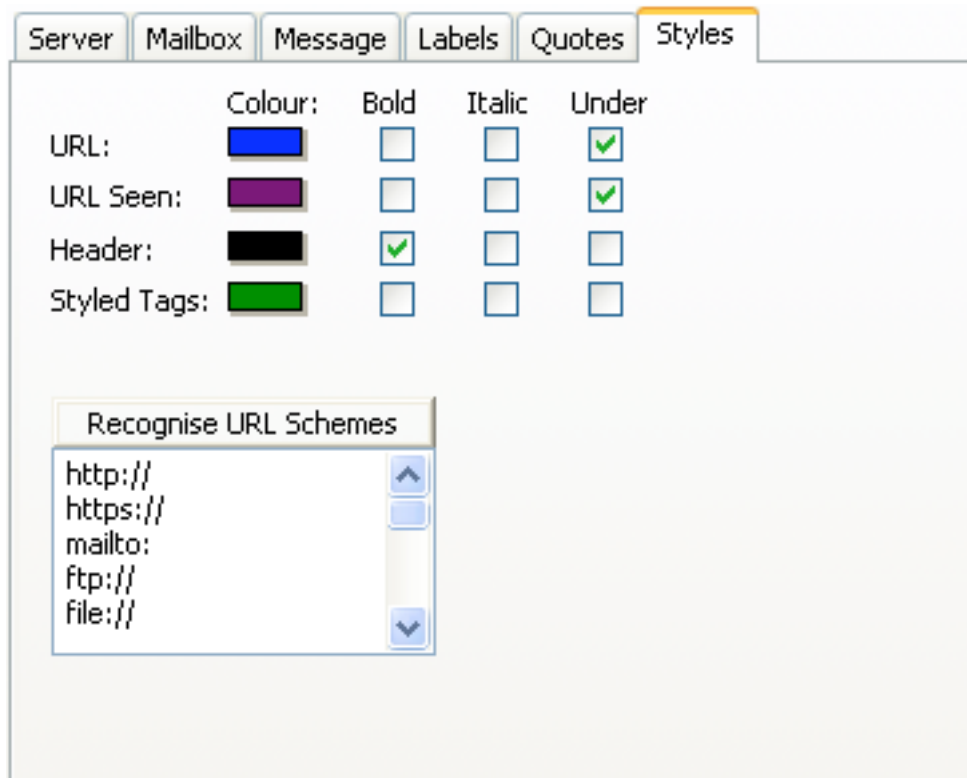 Server Mailbox Message Labels Quotes Styles
Colour: Bold Italic Under
URL:
URL Seen:
Header:
Styled Tags:
Recognise URL Schemes
http://
https://
mailto:
ftp://
file://